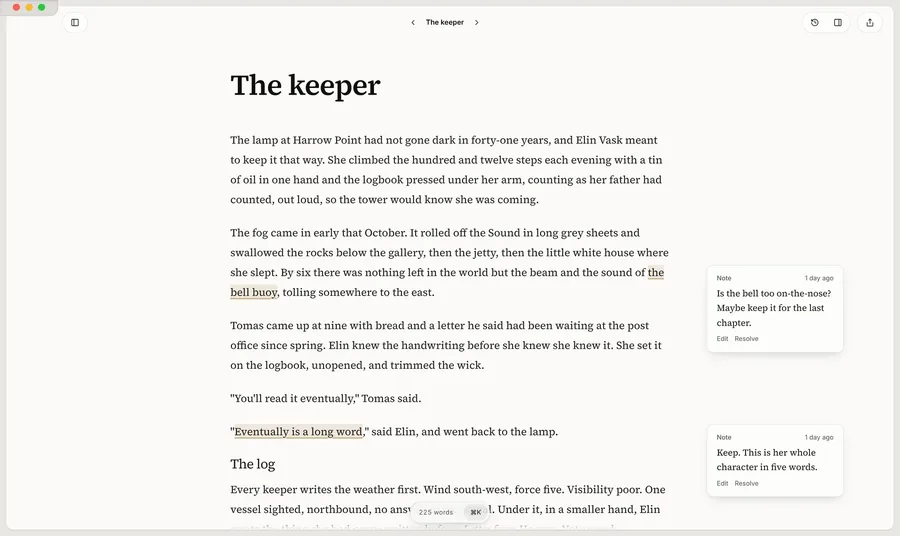 The keeper
The keeper
The lamp at Harrow Point had not gone dark in forty-one years, and Elin Vask meant
to keep it that way. She climbed the hundred and twelve steps each evening with a tin
of oil in one hand and the logbook pressed under her arm, counting as her father had
counted, out loud, so the tower would know she was coming.
The fog came in early that October. It rolled off the Sound in long grey sheets and
swallowed the rocks below the gallery, then the jetty, then the little white house where
she slept. By six there was nothing left in the world but the beam and the sound of the
bell buoy, tolling somewhere to the east.
Note
1 day ago
Is the bell too on-the-nose?
Maybe keep it for the last
chapter.
Edit Resolve
Tomas came up at nine with bread and a letter he said had been waiting at the post
office since spring. Elin knew the handwriting before she knew she knew it. She set it
on the logbook, unopened, and trimmed the wick.
"You'll read it eventually," Tomas said.
"Eventually is a long word," said Elin, and went back to the lamp.
Note
1 day ago
Keep. This is her whole
character in five words.
Edit Resolve
The log
Every keeper writes the weather first. Wind south-west, force five. Visibility poor. One
vessel sighted, northbound, no Under it, in a smaller hand, Elin
225 words
⌘K